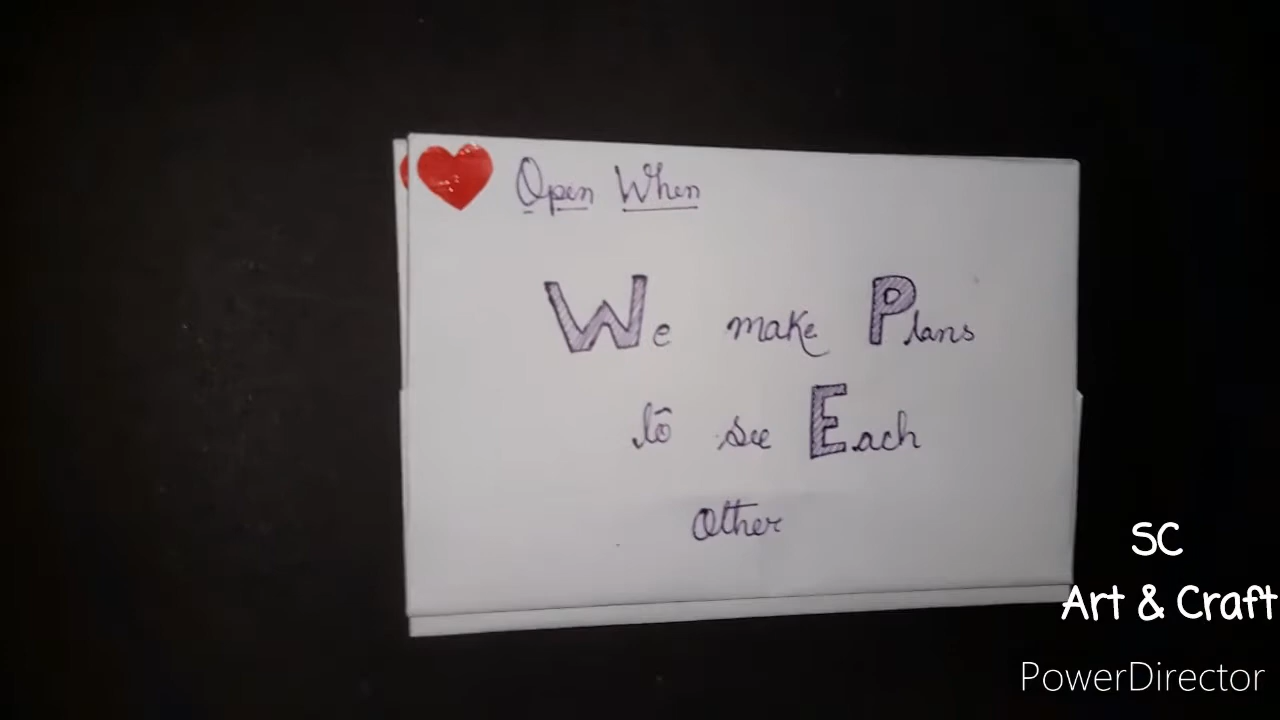 Open When
We make Plans
to see Each
other
SC
Art & Craft
PowerDirector